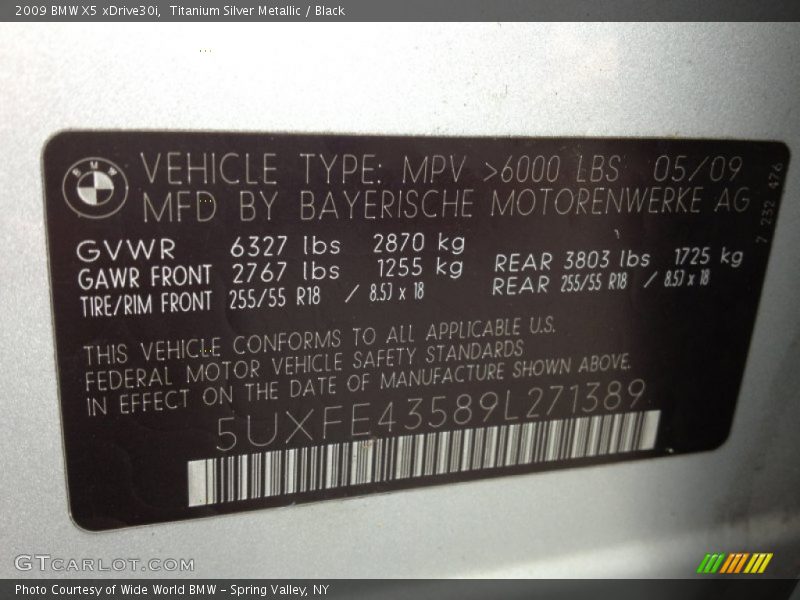 2009 BMW X5 xDrive30i, Titanium Silver Metallic / Black
BMW
VEHICLE TYPE: MPV >6000 LBS 05/09
MFD BY BAYERISCHE MOTORENWERKE AG
7 232 476
GVWR 6327 lbs 2870 kg
GAWR FRONT 2767 lbs 1255 kg REAR 3803 lbs 1725 kg
TIRE/RIM FRONT 255/55 R18 / 8.5J x 18 REAR 255/55 R18 / 8.5J x 18
THIS VEHICLE CONFORMS TO ALL APPLICABLE U.S.
FEDERAL MOTOR VEHICLE SAFETY STANDARDS
IN EFFECT ON THE DATE OF MANUFACTURE SHOWN ABOVE.
5UXFE43589L271389
GTCARLOT.COM
Photo Courtesy of Wide World BMW - Spring Valley, NY